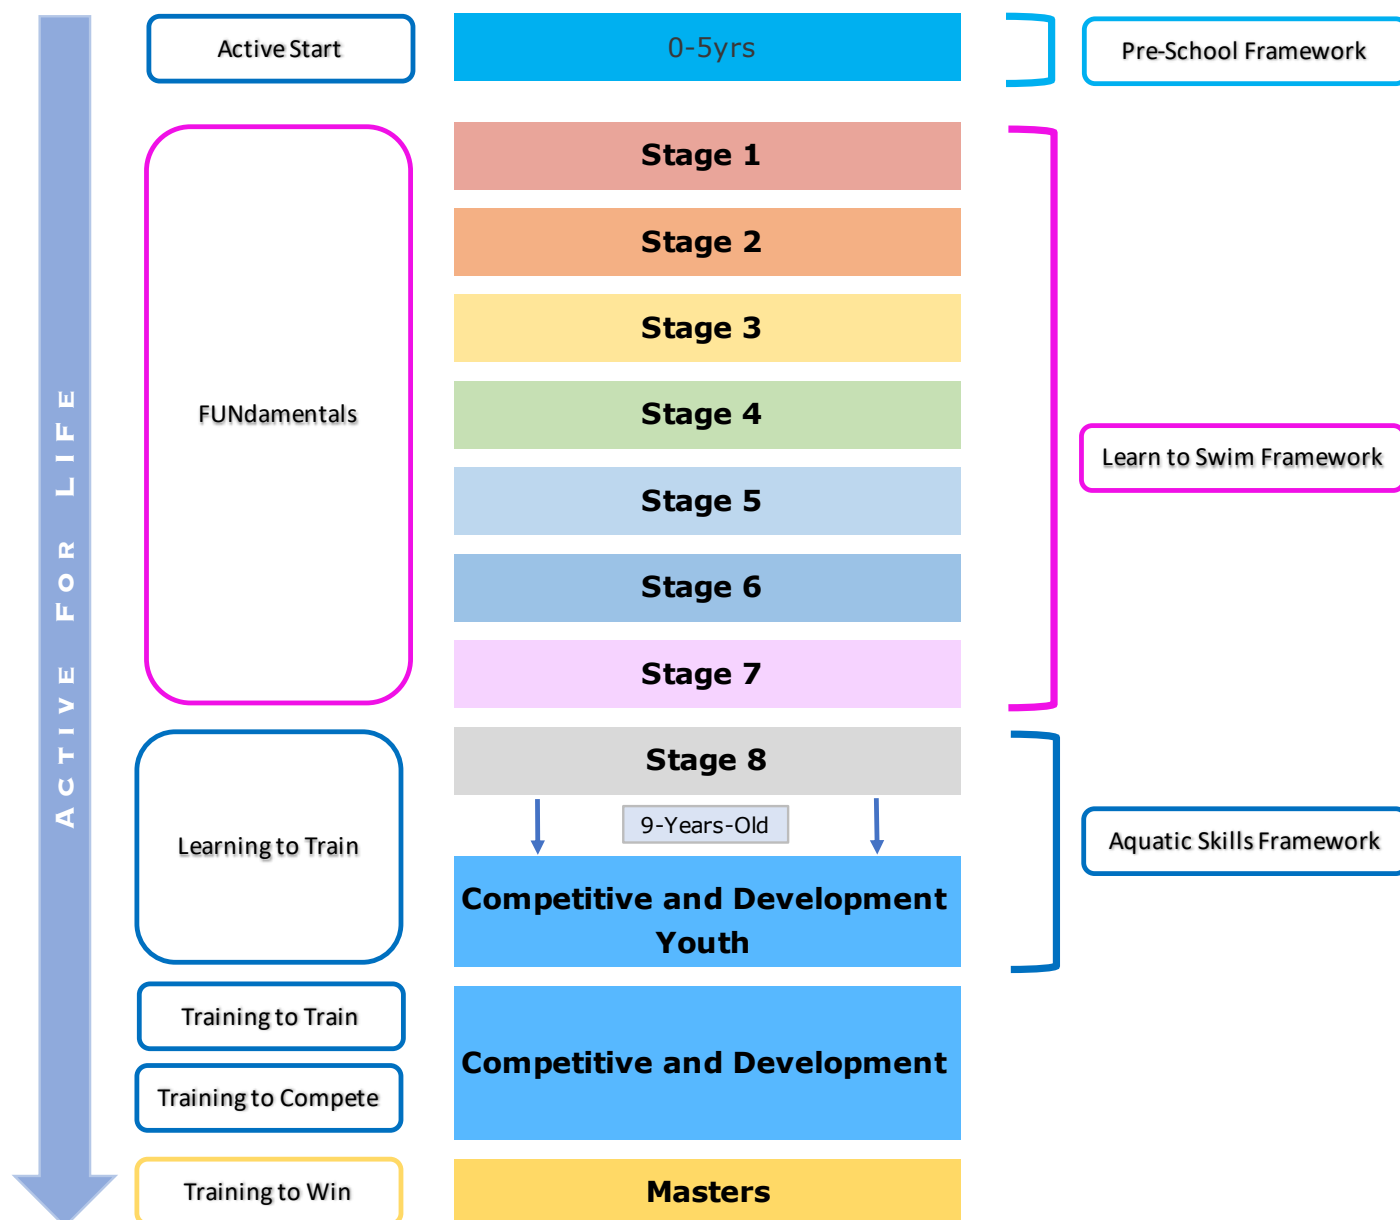 Active Start
0-5yrs
Pre-School Framework
Stage 1
Stage 2
Stage 3
FUNdamentals
Stage 4
Learn to Swim Framework
Stage 5
Stage 6
Stage 7
ACTIVE FOR LIFE
Stage 8
9-Years-Old
Learning to Train
Aquatic Skills Framework
Competitive and Development
Youth
Training to Train
Competitive and Development
Training to Compete
Training to Win
Masters